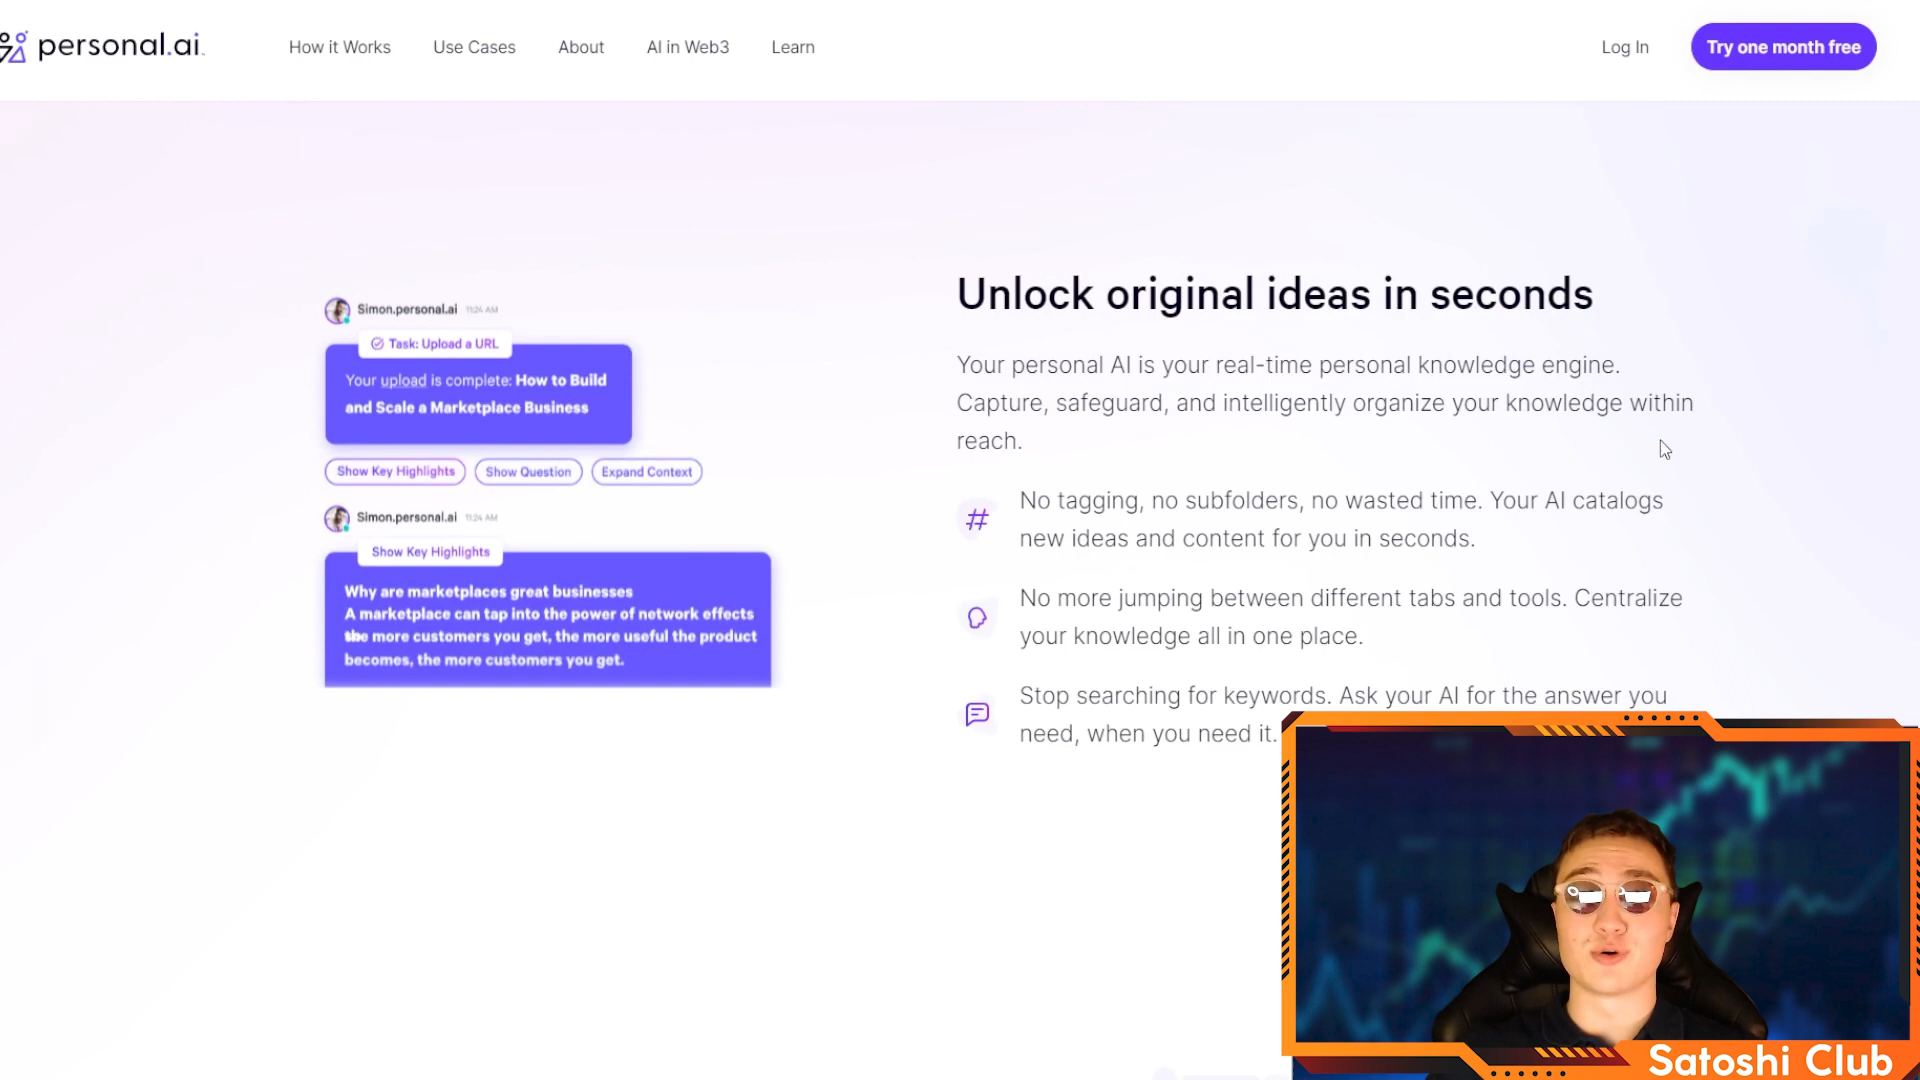 personal.ai
How it Works
Use Cases
About
AI in Web3
Learn
Log In
Try one month free
Simon.personal.ai 11:24 AM
Task: Upload a URL
Your upload is complete: How to Build
and Scale a Marketplace Business
Show Key Highlights
Show Question
Expand Context
Simon.personal.ai 11:24 AM
Show Key Highlights
Why are marketplaces great businesses
A marketplace can tap into the power of network effects
the more customers you get, the more useful the product
becomes, the more customers you get.
Unlock original ideas in seconds
Your personal AI is your real-time personal knowledge engine.
Capture, safeguard, and intelligently organize your knowledge within
reach.
No tagging, no subfolders, no wasted time. Your AI catalogs
new ideas and content for you in seconds.
No more jumping between different tabs and tools. Centralize
your knowledge all in one place.
Stop searching for keywords. Ask your AI for the answer you
need, when you need it.
Satoshi Club